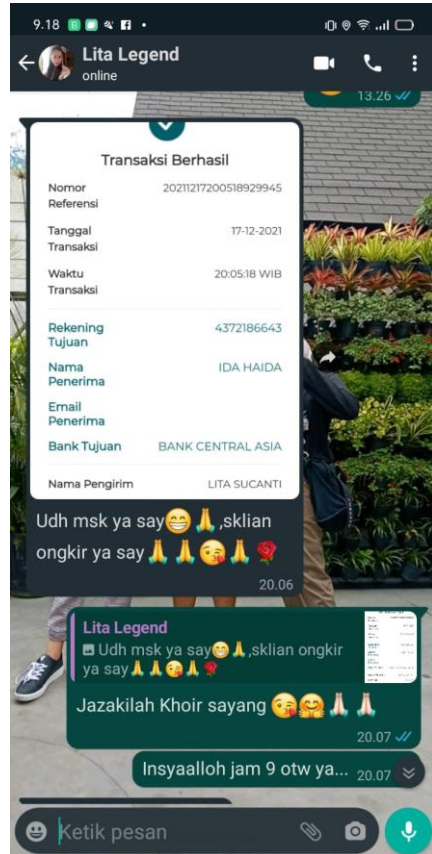 9.18
Lita Legend
online
13.26
Transaksi Berhasil
Nomor 20211217200518929945
Referensi
Tanggal 17-12-2021
Transaksi
Waktu 20:05:18 WIB
Transaksi
Rekening 4372186643
Tujuan
Nama IDA HAIDA
Penerima
Email
Penerima
Bank Tujuan BANK CENTRAL ASIA
Nama Pengirim LITA SUCANTI
Udh msk ya say😁🙏,sklian
ongkir ya say🙏🙏😘🙏🌹
20.06
Lita Legend
Udh msk ya say😁🙏,sklian ongkir
ya say🙏🙏😘🙏🌹
Jazakilah Khoir sayang 😘🤗🙏🏻🙏🏻
20.07
Insyaalloh jam 9 otw ya... 20.07
Ketik pesan